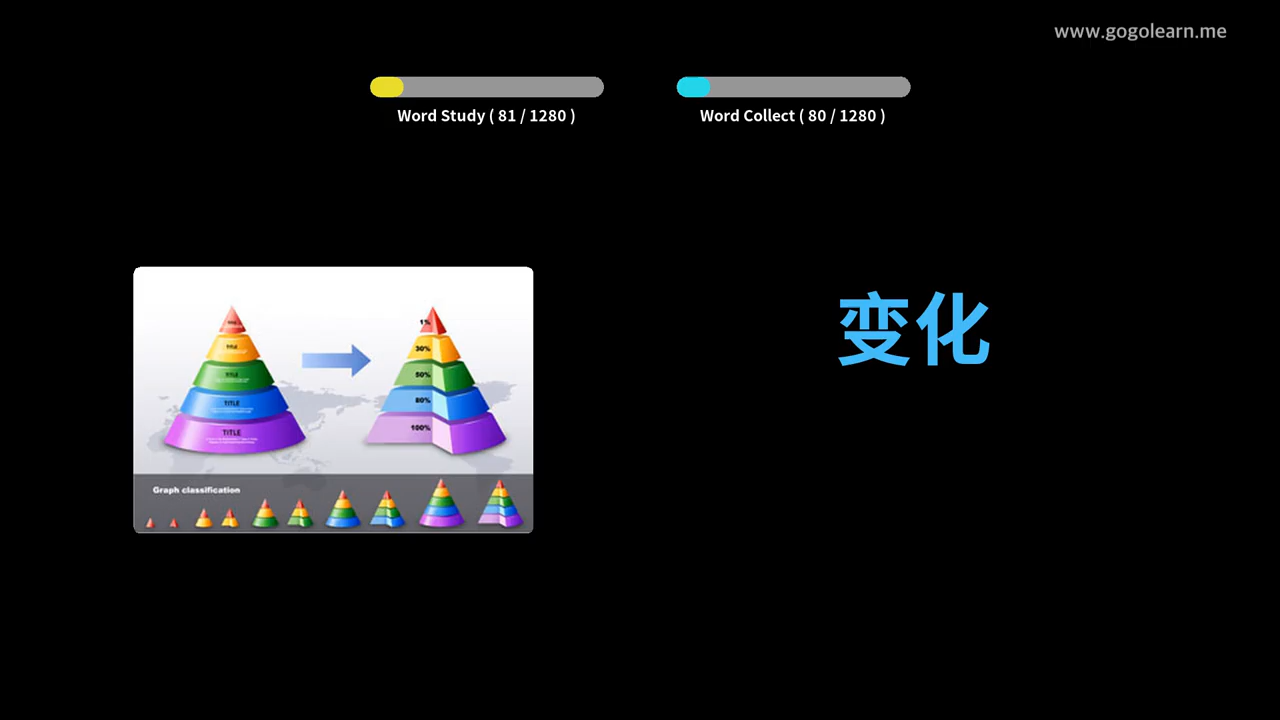 www.gogolearn.me
Word Study ( 81 / 1280 )
Word Collect ( 80 / 1280 )
变化
1%
30%
TITLE
50%
TITLE
80%
TITLE
100%
Graph classification